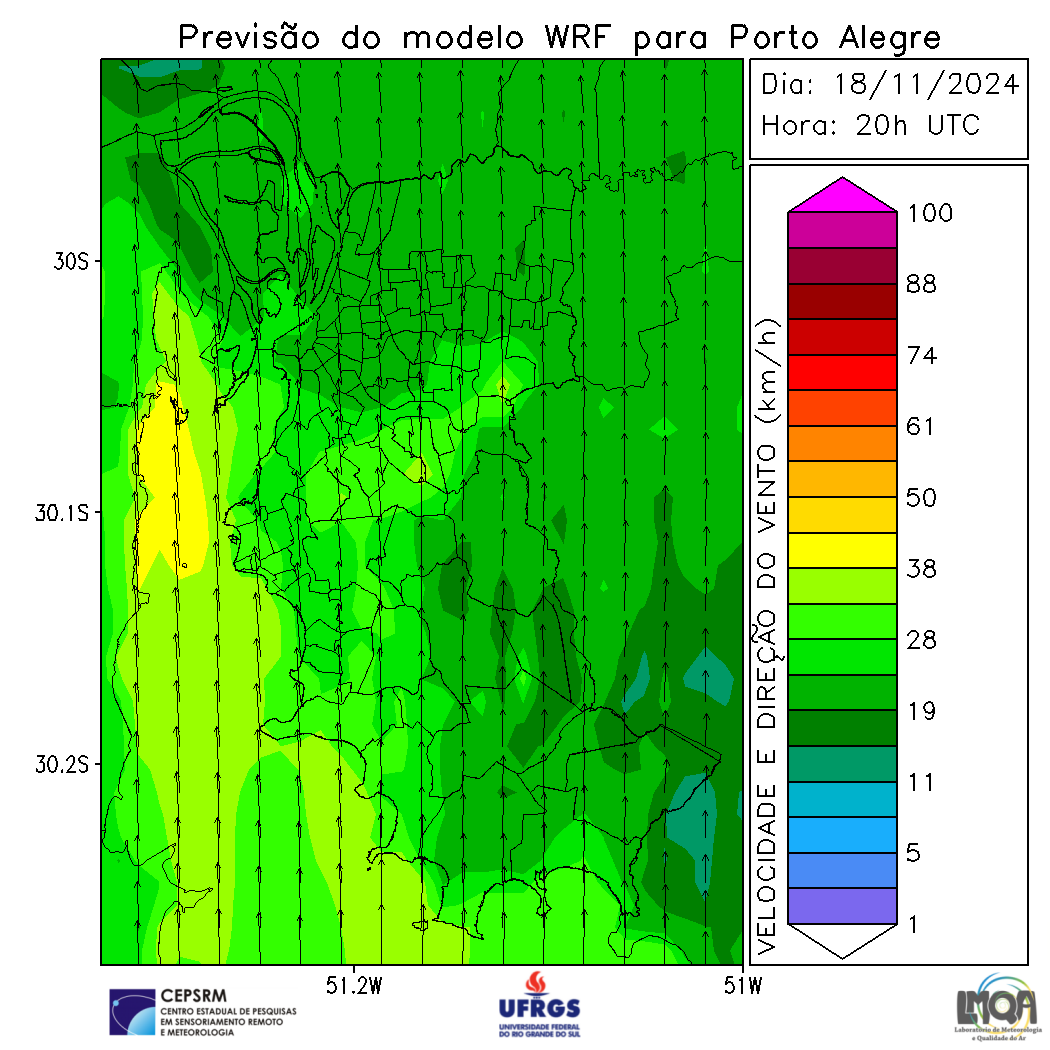 Previsão do modelo WRF para Porto Alegre
Dia: 18/11/2024
Hora: 20h UTC
30S
30.1S
30.2S
51.2W
51W
VELOCIDADE E DIREÇÃO DO VENTO (km/h)
100
88
74
61
50
38
28
19
11
5
1
CEPSRM
CENTRO ESTADUAL DE PESQUISAS
EM SENSORIAMENTO REMOTO
E METEOROLOGIA
UFRGS
UNIVERSIDADE FEDERAL
DO RIO GRANDE DO SUL
LMQA
Laboratório de Meteorologia
e Qualidade do Ar